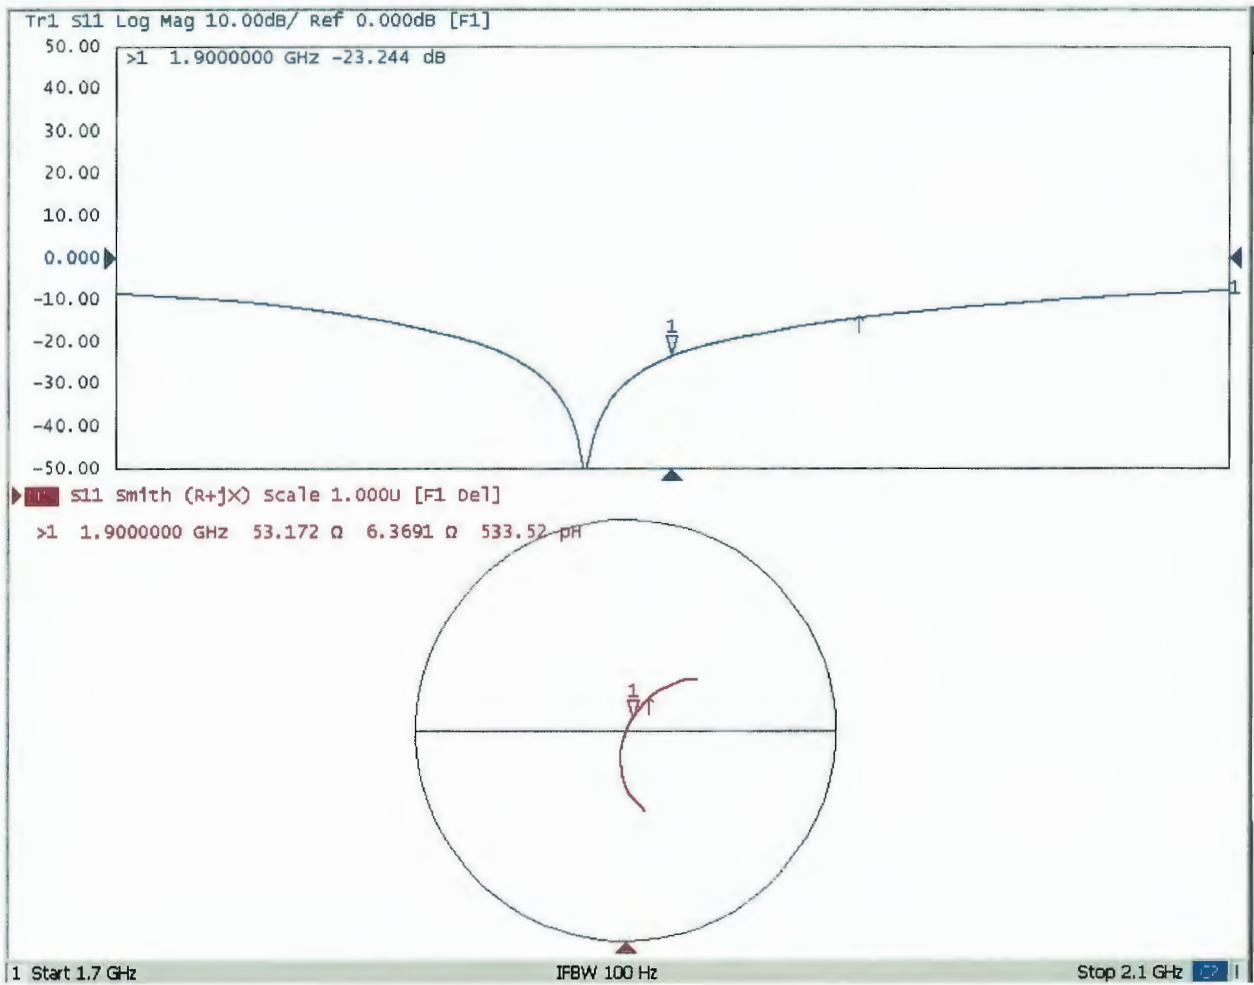 Tr1 S11 Log Mag 10.00dB/ Ref 0.000dB [F1]
50.00
>1 1.9000000 GHz -23.244 dB
40.00
30.00
20.00
10.00
0.000
-10.00
1
1
-20.00
-30.00
-40.00
-50.00
S11 Smith (R+jX) Scale 1.000U [F1 Del]
>1 1.9000000 GHz 53.172 Ω 6.3691 Ω 533.52 pH
1
1 Start 1.7 GHz IFBW 100 Hz Stop 2.1 GHz